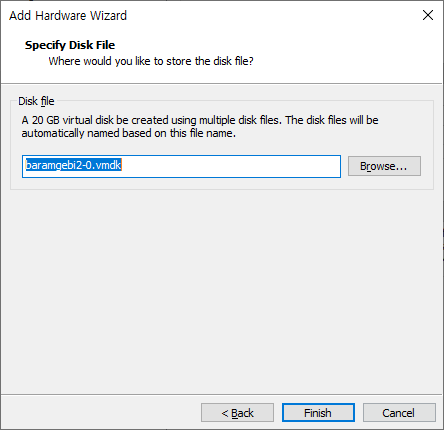 Add Hardware Wizard
Specify Disk File
Where would you like to store the disk file?
Disk file
A 20 GB virtual disk be created using multiple disk files. The disk files will be
automatically named based on this file name.
baramgebi2-0.vmdk
Browse...
< Back
Finish
Cancel